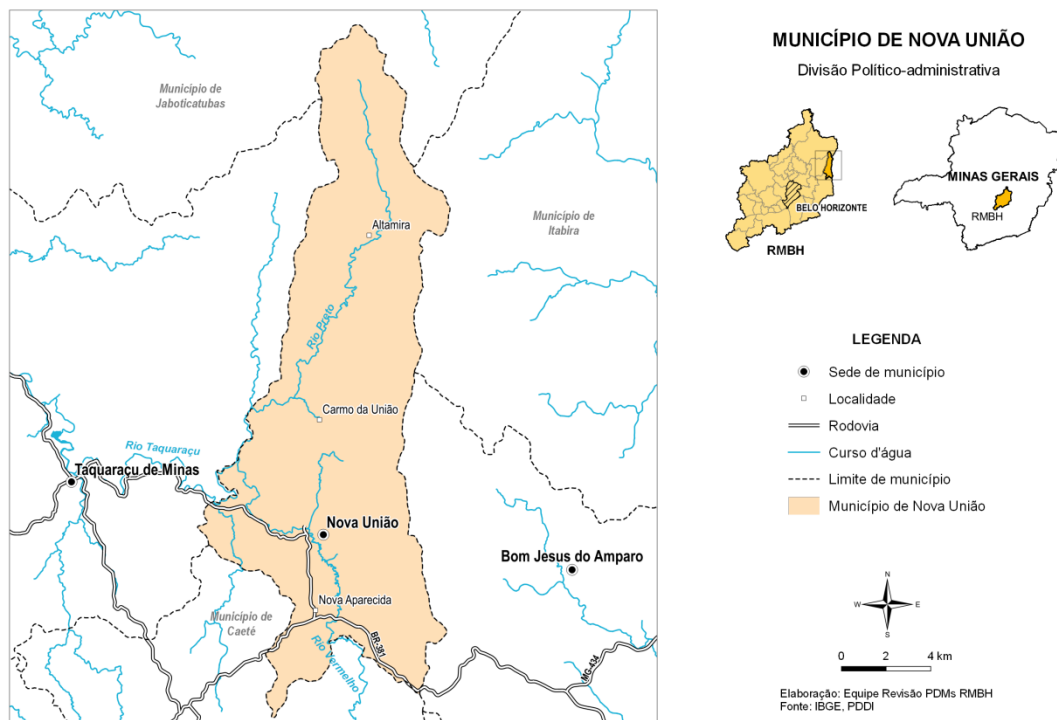 MUNICÍPIO DE NOVA UNIÃO
Divisão Político-administrativa
Município de
Jaboticatubas
Altamira
Município de
Itabira
Rio Preto
Carmo da União
Rio Taquaraçu
Taquaraçu de Minas
Nova União
Bom Jesus do Amparo
Nova Aparecida
Município de
Caeté
BR-381
Rio Vermelho
MG-434
BELO HORIZONTE
RMBH
MINAS GERAIS
RMBH
LEGENDA
Sede de município
Localidade
Rodovia
Curso d'água
Limite de município
Município de Nova União
N
W
E
S
0 2 4 km
Elaboração: Equipe Revisão PDMs RMBH
Fonte: IBGE, PDDI